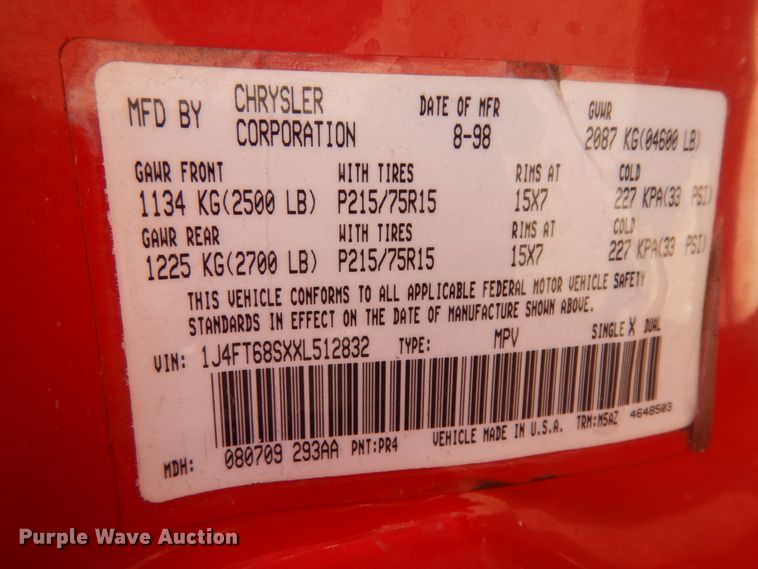 MFD BY CHRYSLER CORPORATION DATE OF MFR 8-98 GVWR 2087 KG(04600 LB)
GAWR FRONT WITH TIRES RIMS AT COLD
1134 KG(2500 LB) P215/75R15 15X7 227 KPA(33 PSI)
GAWR REAR WITH TIRES RIMS AT COLD
1225 KG(2700 LB) P215/75R15 15X7 227 KPA(33 PSI)
THIS VEHICLE CONFORMS TO ALL APPLICABLE FEDERAL MOTOR VEHICLE SAFETY
STANDARDS IN EFFECT ON THE DATE OF MANUFACTURE SHOWN ABOVE.
VIN: 1J4FT68SXXL512832 TYPE: MPV SINGLE X DUAL
MDH: 080709 293AA PNT:PR4 VEHICLE MADE IN U.S.A. TRM:M5AZ 4648503
Purple Wave Auction